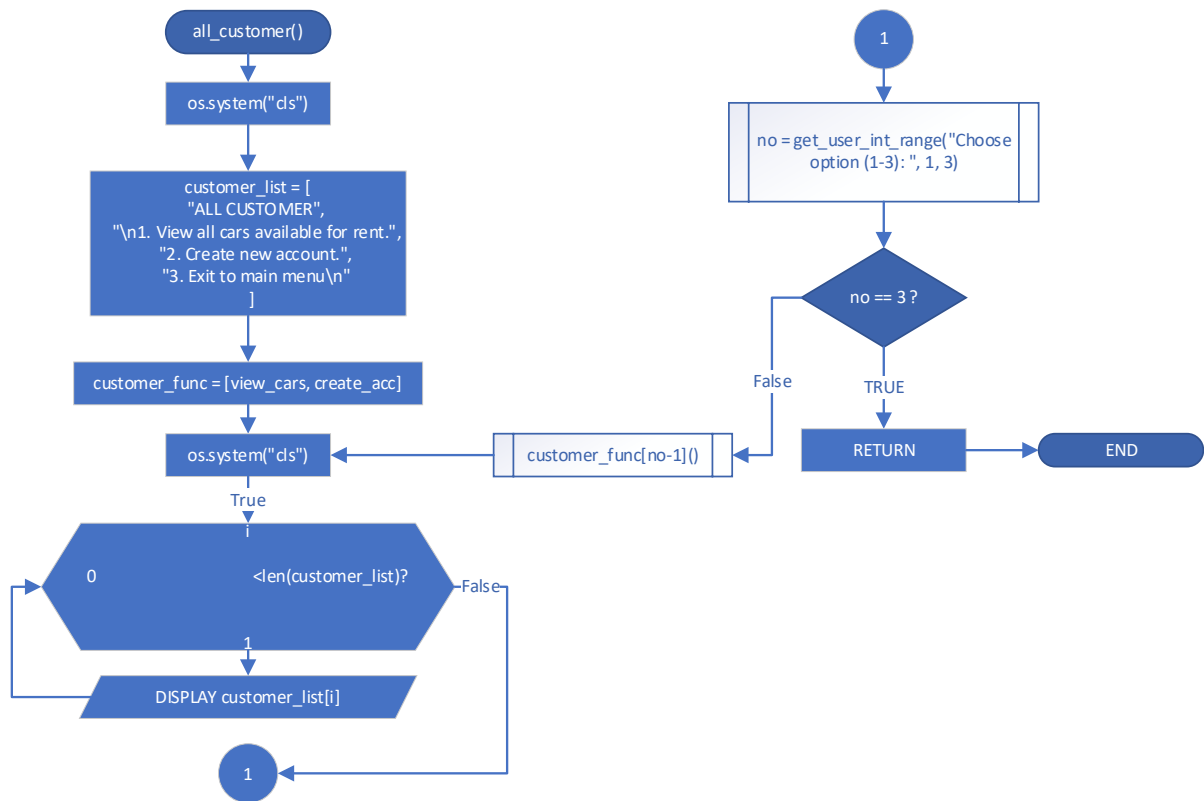 all_customer()
os.system("cls")
customer_list = [
"ALL CUSTOMER",
"\n1. View all cars available for rent.",
"2. Create new account.",
"3. Exit to main menu\n"
]
customer_func = [view_cars, create_acc]
os.system("cls")
True
i
0
<len(customer_list)?
False
1
DISPLAY customer_list[i]
1
1
no = get_user_int_range("Choose
option (1-3): ", 1, 3)
no == 3 ?
False
TRUE
customer_func[no-1]()
RETURN
END